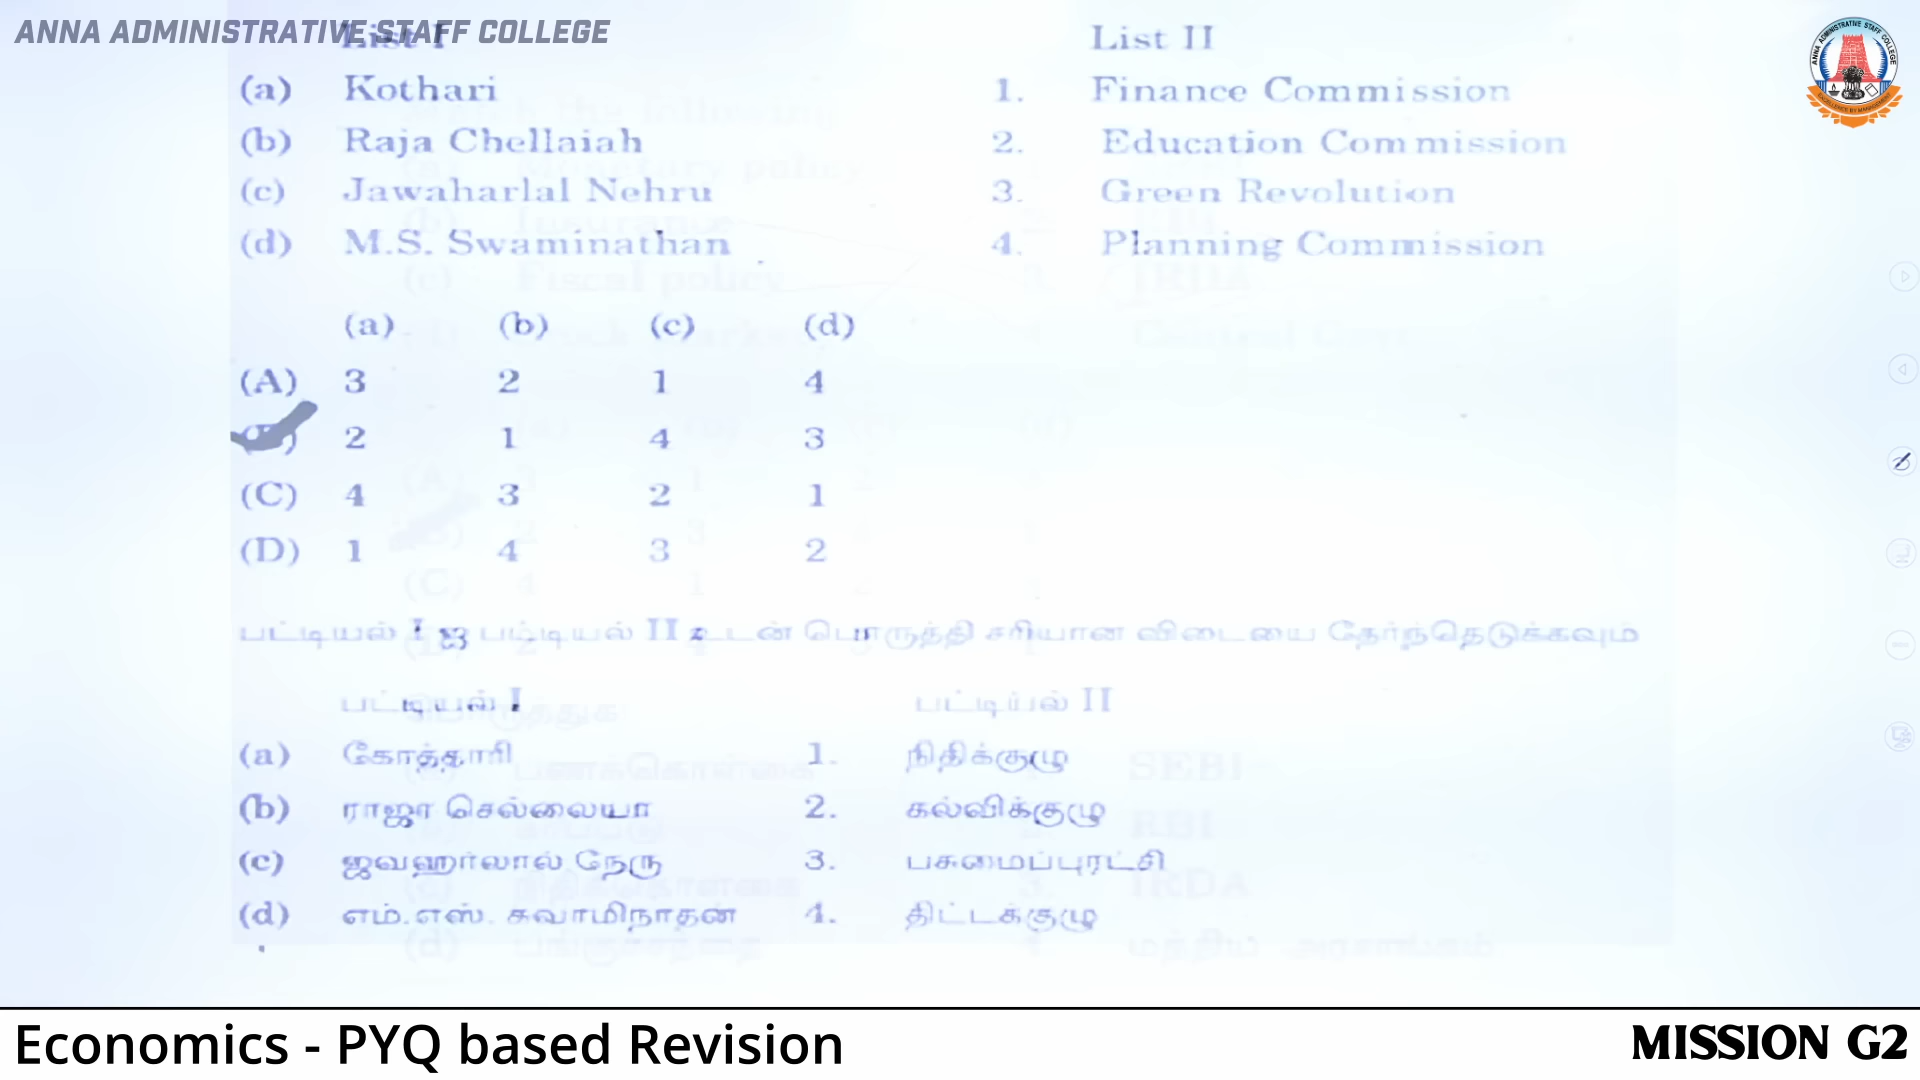 ANNA ADMINISTRATIVE STAFF COLLEGE
List I List II
(a) Kothari 1. Finance Commission
(b) Raja Chellaiah 2. Education Commission
(c) Jawaharlal Nehru 3. Green Revolution
(d) M.S. Swaminathan 4. Planning Commission
(a) (b) (c) (d)
(A) 3 2 1 4
2 1 4 3
(C) 4 3 2 1
(D) 1 4 3 2
பட்டியல் I ஐ பட்டியல் II உடன் பொருத்தி சரியான விடையை தேர்ந்தெடுக்கவும்
பட்டியல் I பட்டியல் II
(a) கோத்தாரி 1. நிதிக்குழு
(b) ராஜா செல்லையா 2. கல்விக்குழு
(c) ஜவஹர்லால் நேரு 3. பசுமைப்புரட்சி
(d) எம்.எஸ். சுவாமிநாதன் 4. திட்டக்குழு
Economics - PYQ based Revision
MISSION G2